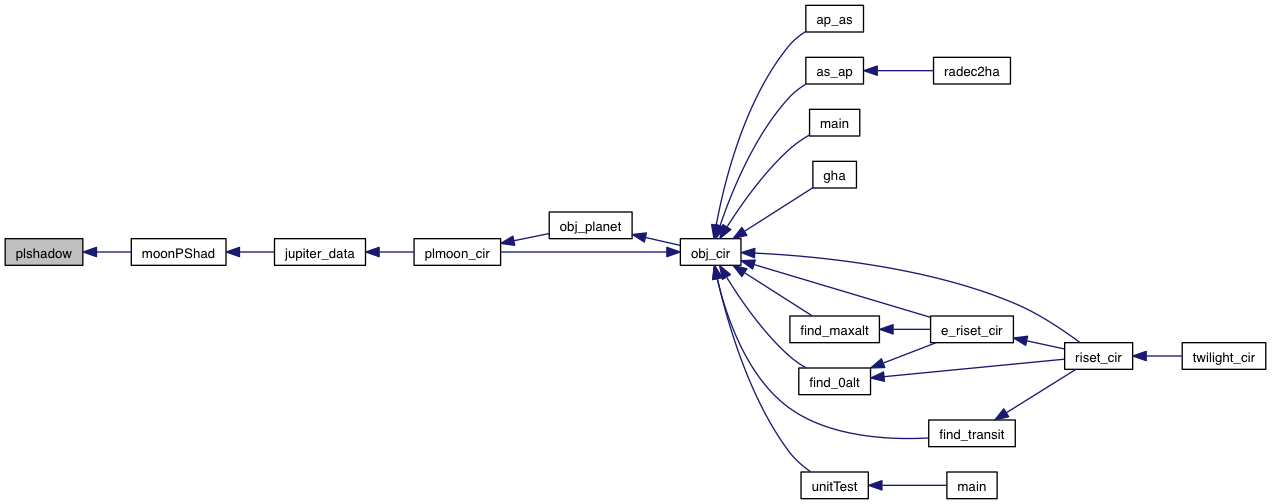 ap_as
as_ap
radec2ha
main
gha
obj_planet
plshadow
moonPShad
jupiter_data
plmoon_cir
obj_cir
find_maxalt
e_riset_cir
riset_cir
twilight_cir
find_0alt
find_transit
unitTest
main